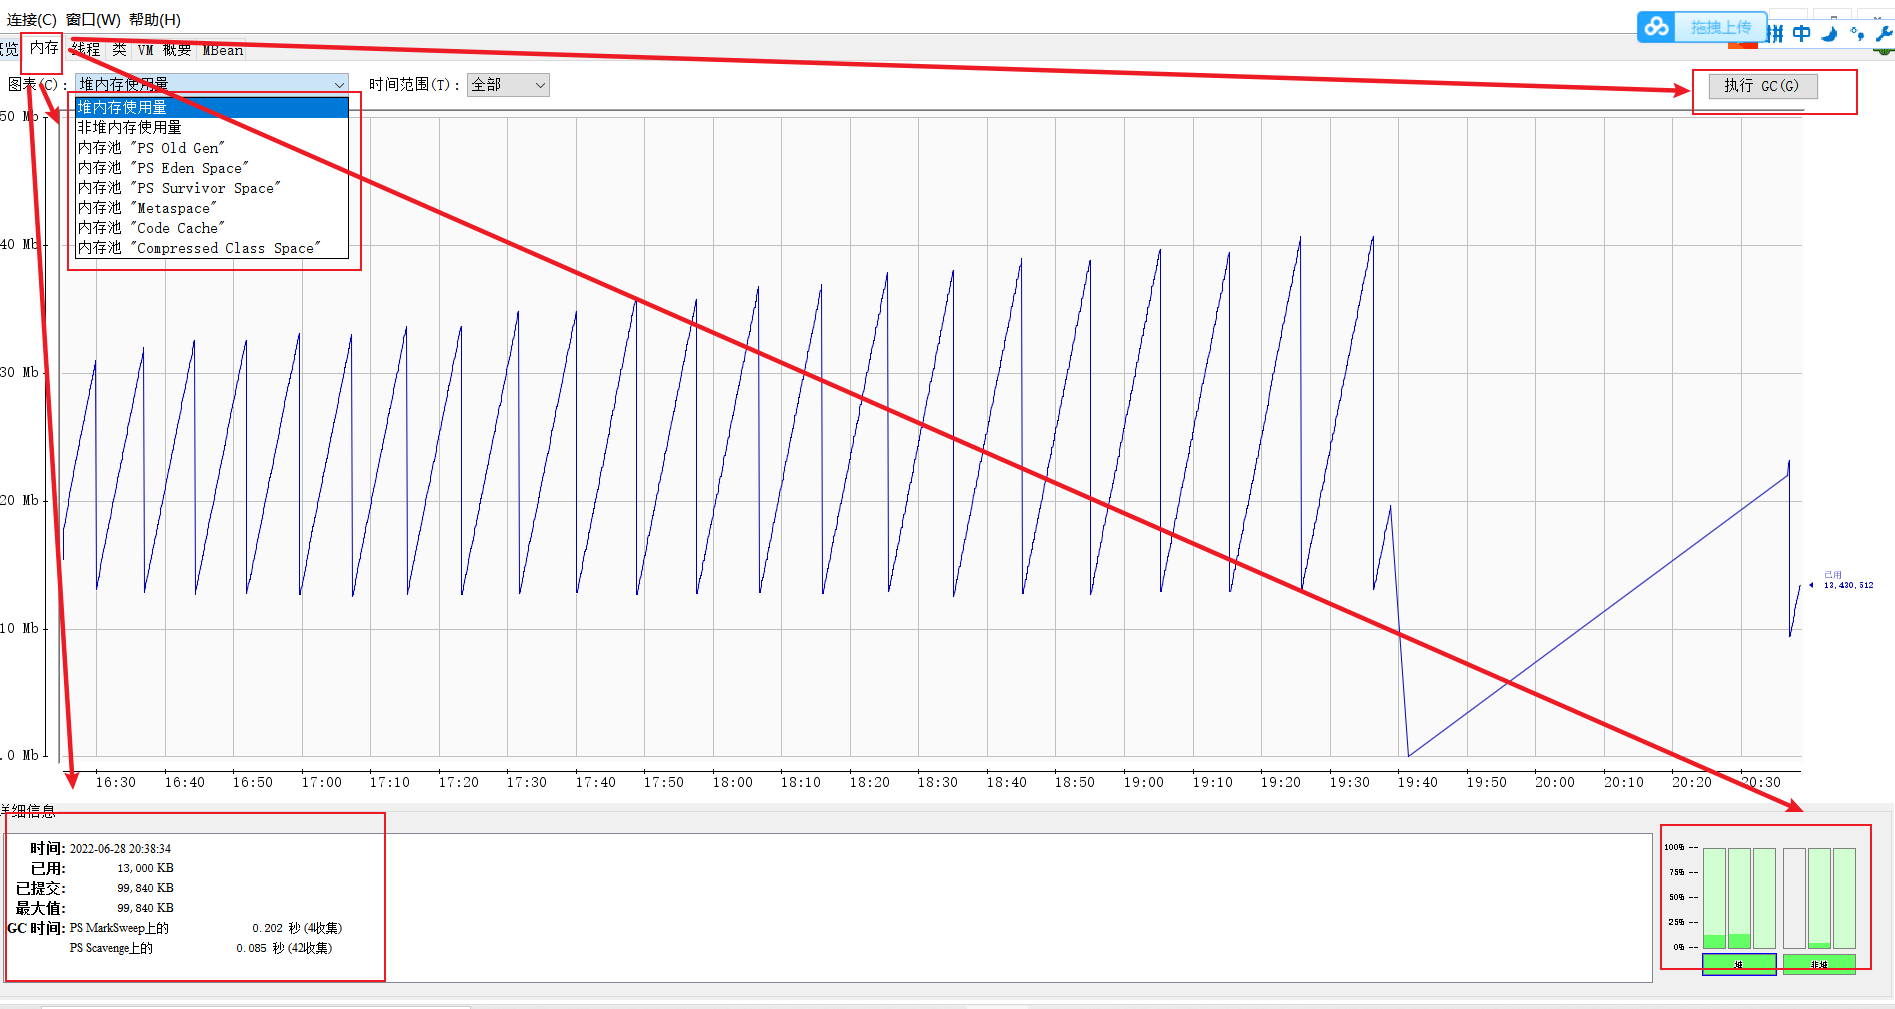 连接(C) 窗口(W) 帮助(H)
拖拽上传
拼 中
概览 内存 线程 类 VM 概要 MBean
图表(C): 堆内存使用量 时间范围(T): 全部
执行 GC(G)
堆内存使用量
非堆内存使用量
内存池 "PS Old Gen"
内存池 "PS Eden Space"
内存池 "PS Survivor Space"
内存池 "Metaspace"
内存池 "Code Cache"
内存池 "Compressed Class Space"
50 Mb
40 Mb
30 Mb
20 Mb
10 Mb
.0 Mb
已用
13,430,512
16:30 16:40 16:50 17:00 17:10 17:20 17:30 17:40 17:50 18:00 18:10 18:20 18:30 18:40 18:50 19:00 19:10 19:20 19:30 19:40 19:50 20:00 20:10 20:20 20:30
详细信息
时间: 2022-06-28 20:38:34
已用: 13,000 KB
已提交: 99,840 KB
最大值: 99,840 KB
GC 时间: PS MarkSweep上的 0.202 秒 (4收集)
PS Scavenge上的 0.085 秒 (42收集)
100%
75%
50%
25%
0%
堆 非堆